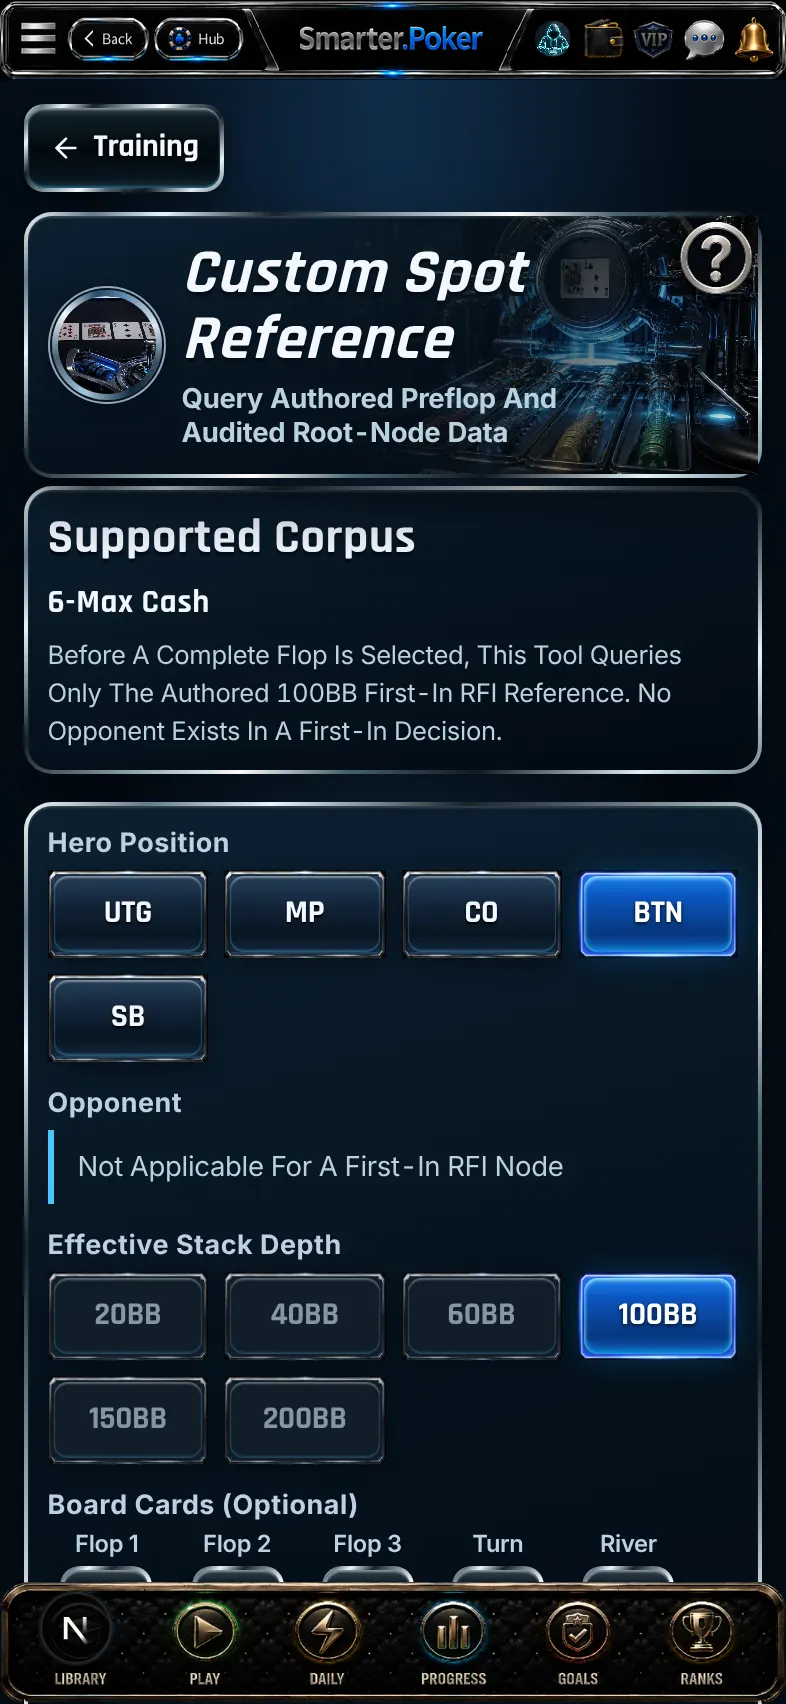 Back
Hub
Smarter.Poker
VIP
Training
Custom Spot
Reference
Query Authored Preflop And
Audited Root-Node Data
?
Supported Corpus
6-Max Cash
Before A Complete Flop Is Selected, This Tool Queries
Only The Authored 100BB First-In RFI Reference. No
Opponent Exists In A First-In Decision.
Hero Position
UTG
MP
CO
BTN
SB
Opponent
Not Applicable For A First-In RFI Node
Effective Stack Depth
20BB
40BB
60BB
100BB
150BB
200BB
Board Cards (Optional)
Flop 1
Flop 2
Flop 3
Turn
River
N
LIBRARY
PLAY
DAILY
PROGRESS
GOALS
RANKS